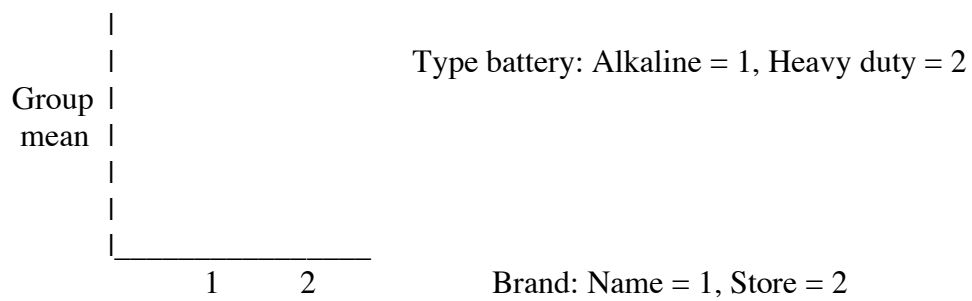 Type battery: Alkaline = 1, Heavy duty = 2
Group
mean
1 2 Brand: Name = 1, Store = 2